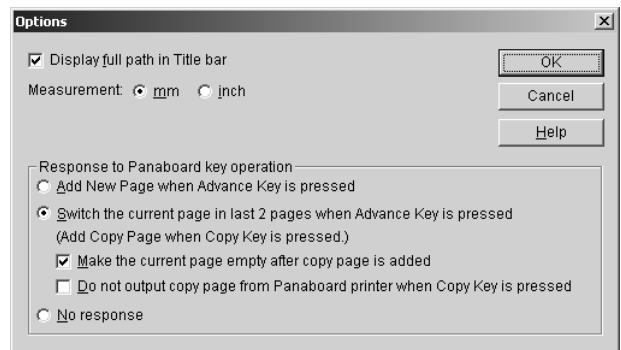 Options
Display full path in Title bar
OK
Measurement: mm inch
Cancel
Help
Response to Panaboard key operation
Add New Page when Advance Key is pressed
Switch the current page in last 2 pages when Advance Key is pressed
(Add Copy Page when Copy Key is pressed.)
Make the current page empty after copy page is added
Do not output copy page from Panaboard printer when Copy Key is pressed
No response